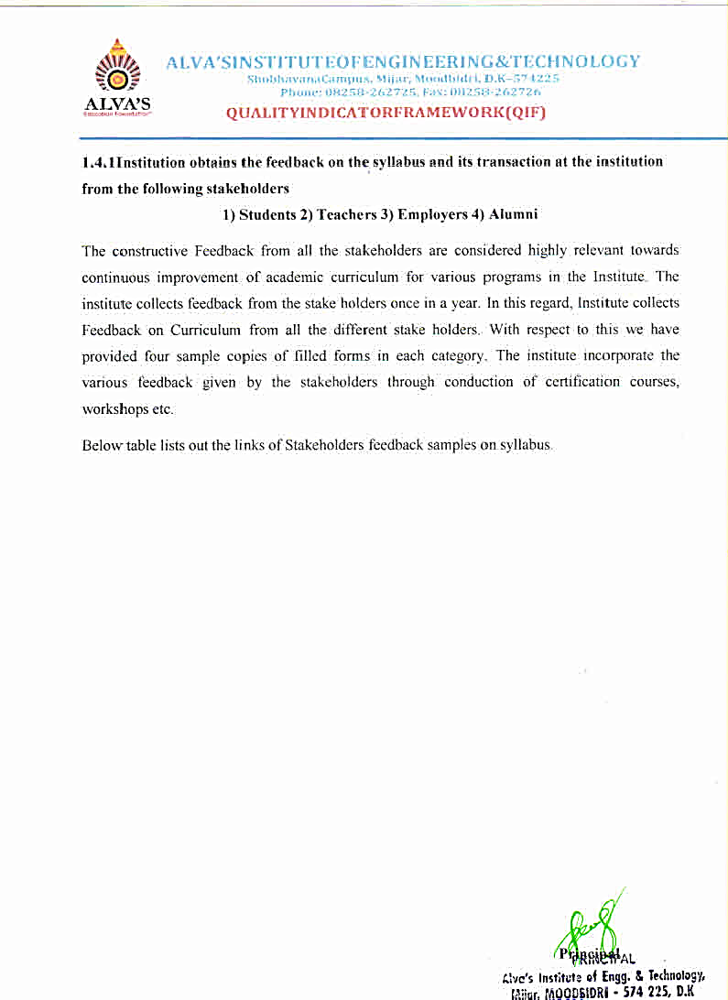 ALVA'S
Education Foundation
ALVA'SINSTITUTEOFENGINEERING&TECHNOLOGY
ShobhavanaCampus, Mijar, Moodbidri, D.K-574225
Phone: 08258-262725, Fax: 08258-262726
QUALITYINDICATORFRAMEWORK(QIF)
1.4.1Institution obtains the feedback on the syllabus and its transaction at the institution
from the following stakeholders
1) Students 2) Teachers 3) Employers 4) Alumni
The constructive Feedback from all the stakeholders are considered highly relevant towards
continuous improvement of academic curriculum for various programs in the Institute. The
institute collects feedback from the stake holders once in a year. In this regard, Institute collects
Feedback on Curriculum from all the different stake holders. With respect to this we have
provided four sample copies of filled forms in each category. The institute incorporate the
various feedback given by the stakeholders through conduction of certification courses,
workshops etc.
Below table lists out the links of Stakeholders feedback samples on syllabus.
Principal
PRINCIPAL
Alva's Institute of Engg. & Technology,
Mijar, MOODBIDRI - 574 225, D.K